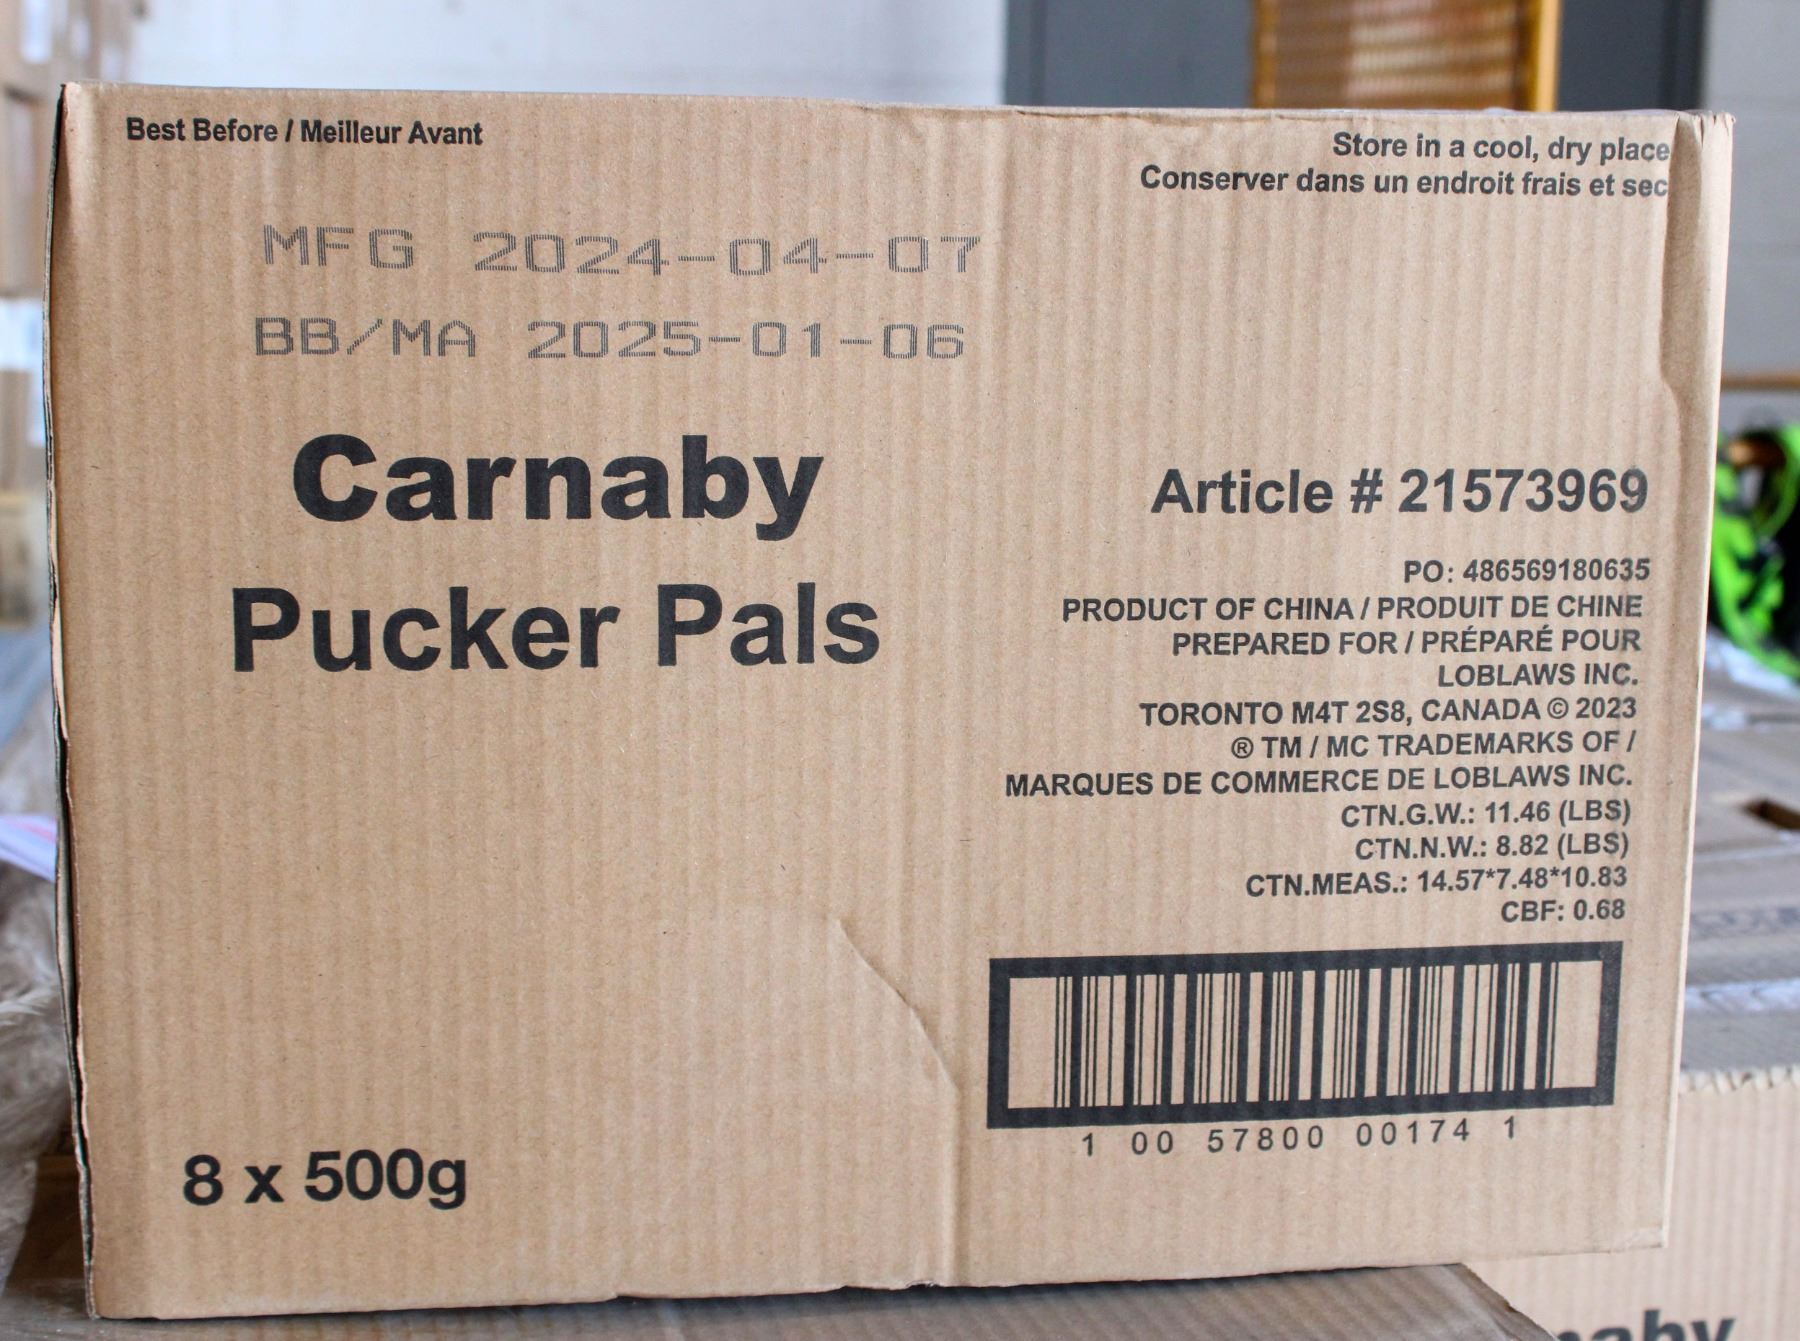 Best Before / Meilleur Avant
Store in a cool, dry place
Conserver dans un endroit frais et sec
MFG 2024-04-07
BB/MA 2025-01-06
Carnaby
Pucker Pals
Article # 21573969
PO: 486569180635
PRODUCT OF CHINA / PRODUIT DE CHINE
PREPARED FOR / PRÉPARÉ POUR
LOBLAWS INC.
TORONTO M4T 2S8, CANADA © 2023
® TM / MC TRADEMARKS OF /
MARQUES DE COMMERCE DE LOBLAWS INC.
CTN.G.W.: 11.46 (LBS)
CTN.N.W.: 8.82 (LBS)
CTN.MEAS.: 14.57*7.48*10.83
CBF: 0.68
1 00 57800 00174 1
8 x 500g